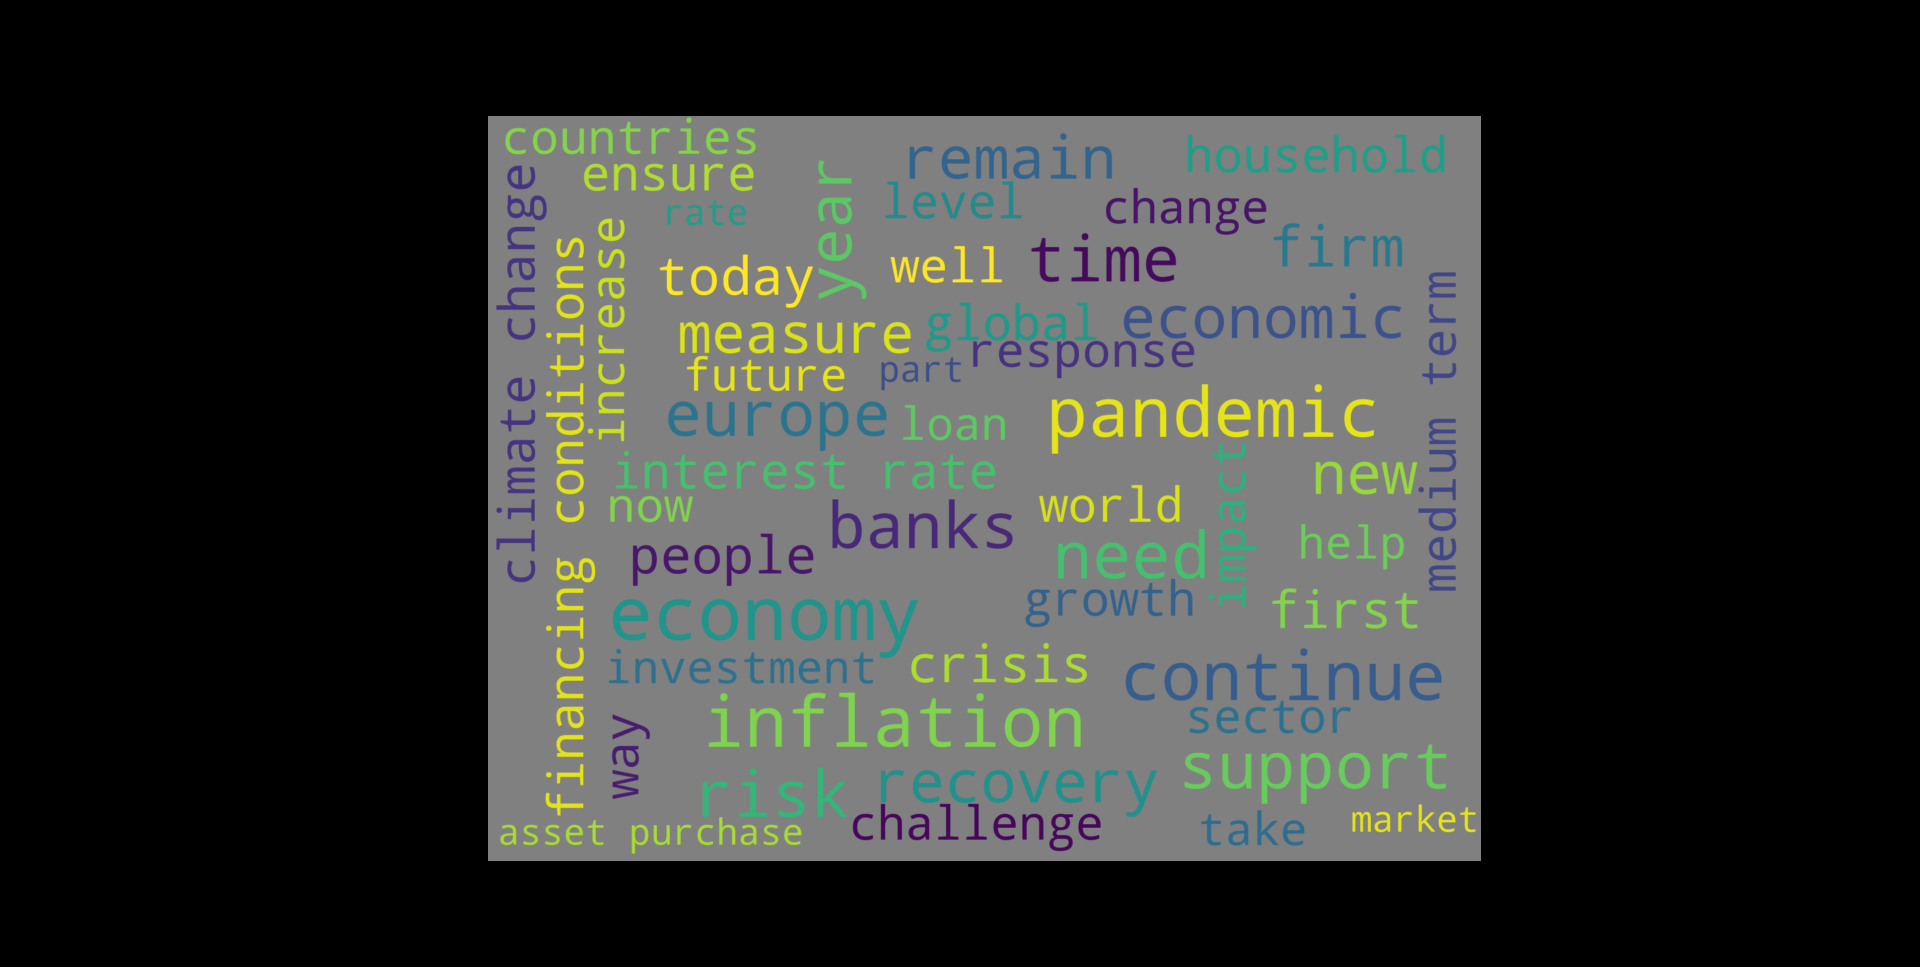 countries
remain
household
ensure
climate change
year
level
change
rate
increase
firm
financing conditions
today
well
time
medium term
global
economic
measure
response
future
part
europe
loan
pandemic
interest rate
impact
new
now
banks
world
people
need
help
economy
growth
first
investment
crisis
continue
inflation
sector
way
risk
recovery
support
asset purchase
challenge
take
market